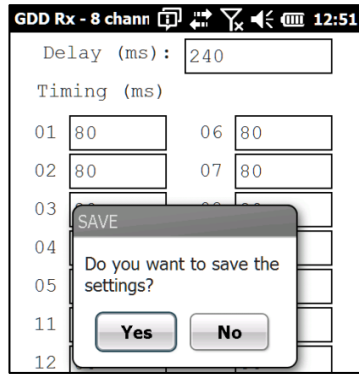 GDD Rx - 8 chann 12:51
Delay (ms): 240
Timing (ms)
01 80 06 80
02 80 07 80
03
04
05
11
12
SAVE
Do you want to save the
settings?
Yes No